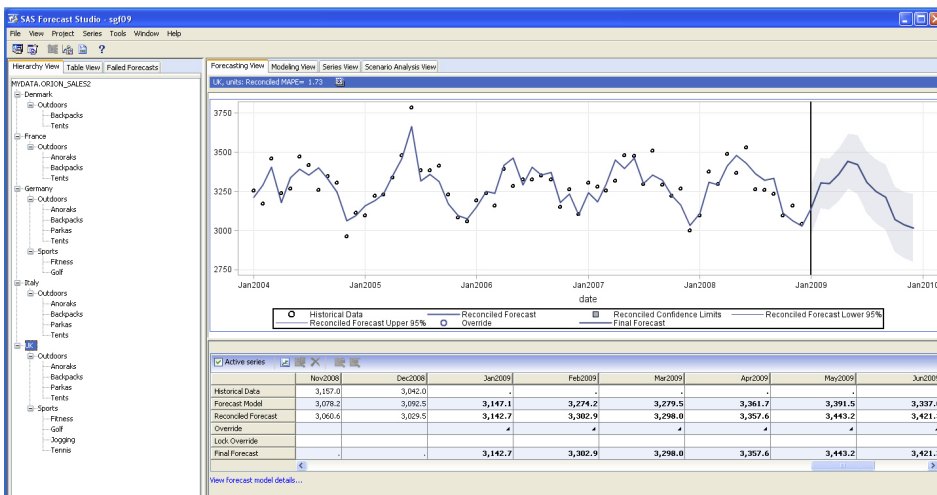 SAS Forecast Studio - sgf09
File View Project Series Tools Window Help
Hierarchy View Table View Failed Forecasts
MYDATA.ORION_SALES2
Denmark
Outdoors
Backpacks
Tents
France
Outdoors
Anoraks
Backpacks
Tents
Germany
Outdoors
Anoraks
Backpacks
Parkas
Tents
Sports
Fitness
Golf
Italy
Outdoors
Anoraks
Backpacks
Parkas
Tents
UK
Outdoors
Anoraks
Backpacks
Parkas
Tents
Sports
Fitness
Golf
Jogging
Tennis
Forecasting View Modeling View Series View Scenario Analysis View
UK, units: Reconciled MAPE= 1.73
3750
3500
3250
3000
2750
Jan2004 Jan2005 Jan2006 Jan2007 Jan2008 Jan2009 Jan2010
date
Historical Data Reconciled Forecast Reconciled Confidence Limits Reconciled Forecast Lower 95%
Reconciled Forecast Upper 95% Override Final Forecast
Active series
Nov2008 Dec2008 Jan2009 Feb2009 Mar2009 Apr2009 May2009 Jun200
Historical Data 3,157.0 3,042.0 . . . . .
Forecast Model 3,078.2 3,092.5 3,147.1 3,274.2 3,279.5 3,361.7 3,391.5 3,337.
Reconciled Forecast 3,060.6 3,029.5 3,142.7 3,302.9 3,298.0 3,357.6 3,443.2 3,421.
Override
Lock Override
Final Forecast . . 3,142.7 3,302.9 3,298.0 3,357.6 3,443.2 3,421.
View forecast model details...